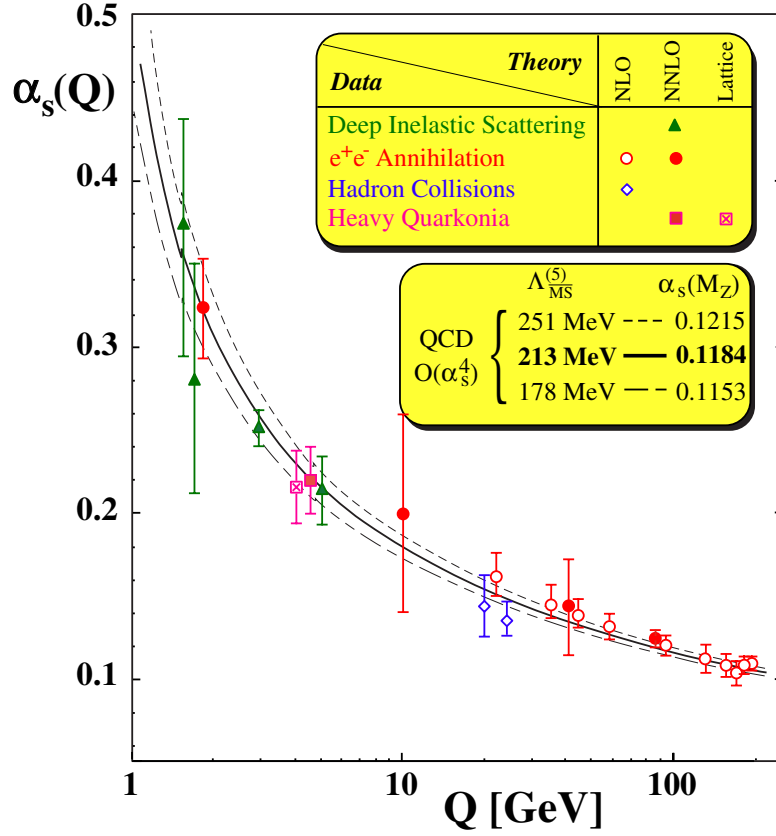 0.5
α_s(Q)
0.4
0.3
0.2
0.1
1 10 100
Q [GeV]
Theory
Data
NLO
NNLO
Lattice
Deep Inelastic Scattering
e⁺e⁻ Annihilation
Hadron Collisions
Heavy Quarkonia
Λ_MS^(5) α_s(M_Z)
QCD
O(α_s^4)
251 MeV 0.1215
213 MeV 0.1184
178 MeV 0.1153